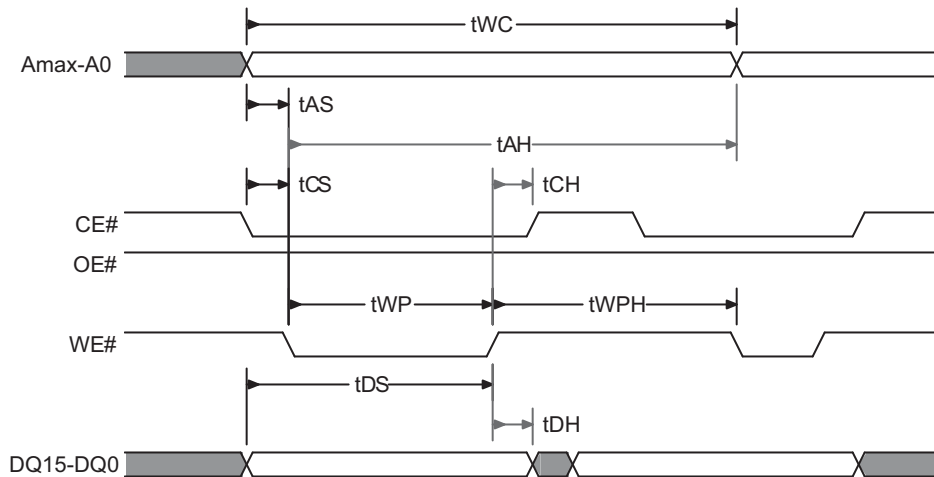 tWC
Amax-A0
tAS
tAH
tCS
tCH
CE#
OE#
tWP
tWPH
WE#
tDS
tDH
DQ15-DQ0